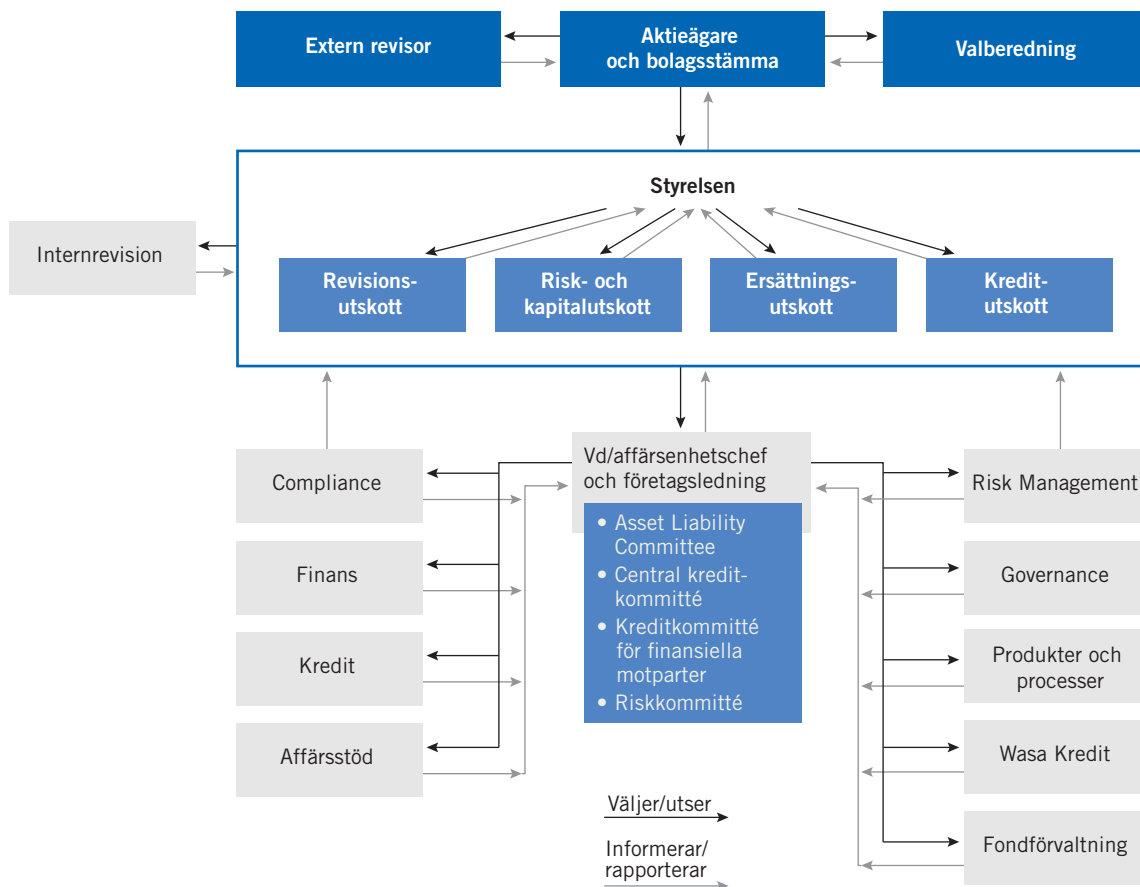 Extern revisor
Aktieägare
och bolagsstämma
Valberedning
Styrelsen
Internrevision
Revisions-
utskott
Risk- och
kapitalutskott
Ersättnings-
utskott
Kredit-
utskott
Vd/affärsenhetschef
och företagsledning
• Asset Liability
Committee
• Central kredit-
kommitté
• Kreditkommitté
för finansiella
motparter
• Riskkommitté
Compliance
Finans
Kredit
Affärsstöd
Risk Management
Governance
Produkter och
processer
Wasa Kredit
Fondförvaltning
Väljer/utser
Informerar/
rapporterar